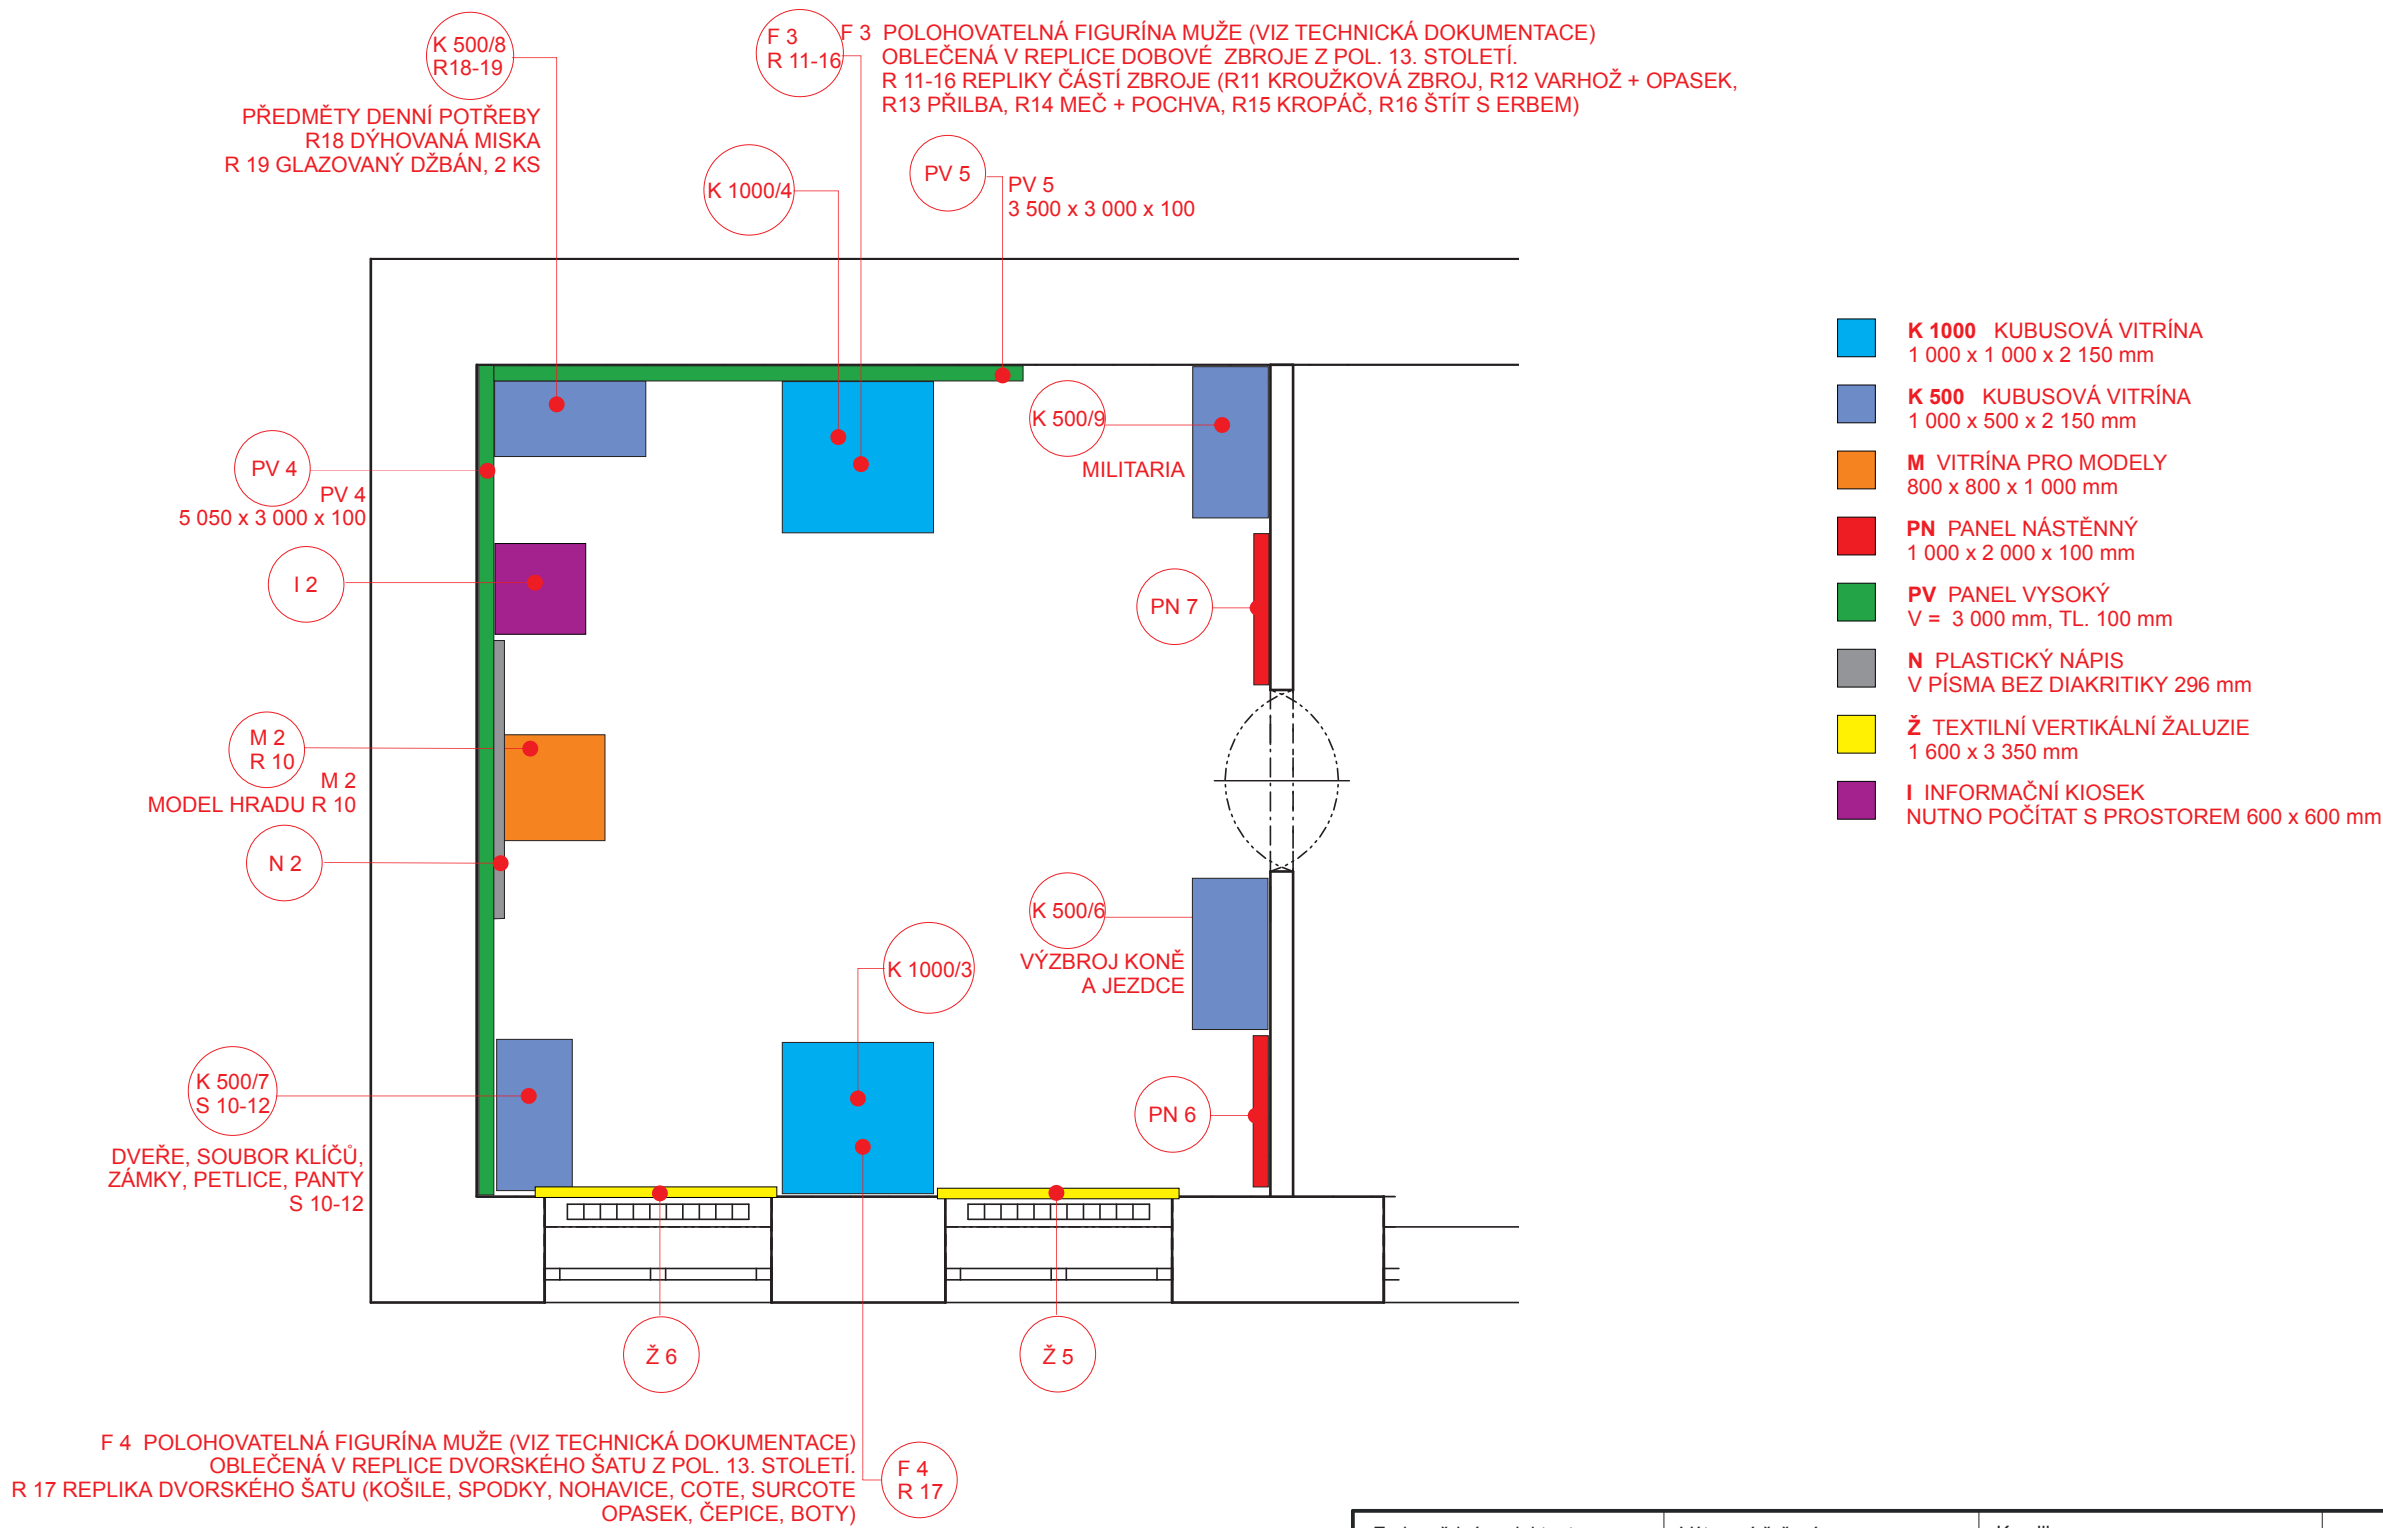 K 500/8
R18-19
PŘEDMĚTY DENNÍ POTŘEBY
R18 DÝHOVANÁ MISKA
R 19 GLAZOVANÝ DŽBÁN, 2 KS
F 3
R 11-16
F 3 POLOHOVATELNÁ FIGURÍNA MUŽE (VIZ TECHNICKÁ DOKUMENTACE)
OBLEČENÁ V REPLICE DOBOVÉ ZBROJE Z POL. 13. STOLETÍ.
R 11-16 REPLIKY ČÁSTÍ ZBROJE (R11 KROUŽKOVÁ ZBROJ, R12 VARHOŽ + OPASEK,
R13 PŘILBA, R14 MEČ + POCHVA, R15 KROPÁČ, R16 ŠTÍT S ERBEM)
K 1000/4
PV 5
PV 5
3 500 x 3 000 x 100
K 1000 KUBUSOVÁ VITRÍNA
1 000 x 1 000 x 2 150 mm
K 500 KUBUSOVÁ VITRÍNA
1 000 x 500 x 2 150 mm
M VITRÍNA PRO MODELY
800 x 800 x 1 000 mm
PN PANEL NÁSTĚNNÝ
1 000 x 2 000 x 100 mm
PV PANEL VYSOKÝ
V = 3 000 mm, TL. 100 mm
N PLASTICKÝ NÁPIS
V PÍSMA BEZ DIAKRITIKY 296 mm
Ž TEXTILNÍ VERTIKÁLNÍ ŽALUZIE
1 600 x 3 350 mm
I INFORMAČNÍ KIOSEK
NUTNO POČÍTAT S PROSTOREM 600 x 600 mm
K 500/9
MILITARIA
PV 4
PV 4
5 050 x 3 000 x 100
I 2
PN 7
M 2
R 10
M 2
MODEL HRADU R 10
N 2
K 500/6
VÝZBROJ KONĚ
A JEZDCE
K 1000/3
K 500/7
S 10-12
DVEŘE, SOUBOR KLÍČŮ,
ZÁMKY, PETLICE, PANTY
S 10-12
PN 6
Ž 6
Ž 5
F 4 POLOHOVATELNÁ FIGURÍNA MUŽE (VIZ TECHNICKÁ DOKUMENTACE)
OBLEČENÁ V REPLICE DVORSKÉHO ŠATU Z POL. 13. STOLETÍ.
R 17 REPLIKA DVORSKÉHO ŠATU (KOŠILE, SPODKY, NOHAVICE, COTE, SURCOTE
OPASEK, ČEPICE, BOTY)
F 4
R 17